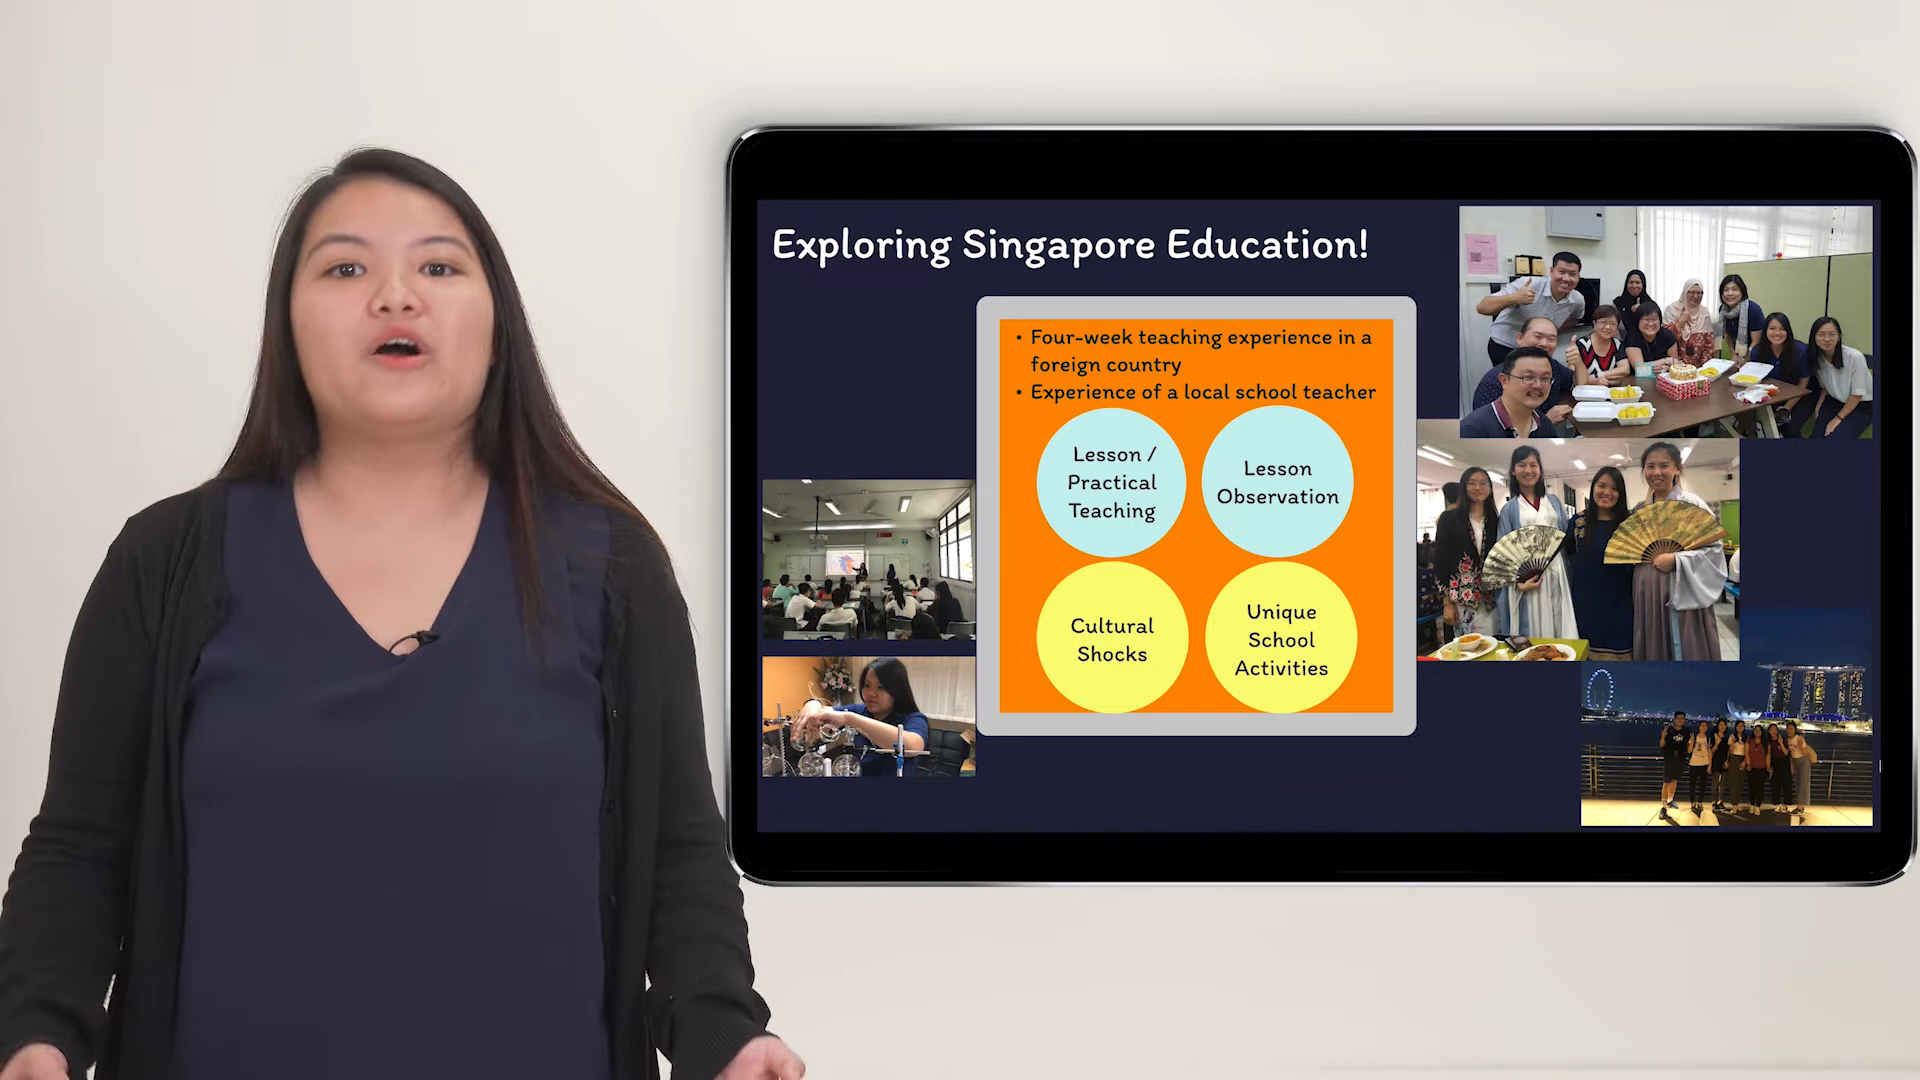 Exploring Singapore Education!
• Four-week teaching experience in a
foreign country
• Experience of a local school teacher
Lesson /
Practical
Teaching
Lesson
Observation
Cultural
Shocks
Unique
School
Activities